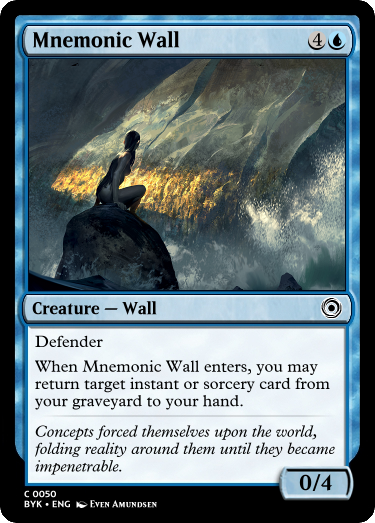 Mnemonic Wall 4
Creature — Wall
Defender
When Mnemonic Wall enters, you may
return target instant or sorcery card from
your graveyard to your hand.
Concepts forced themselves upon the world,
folding reality around them until they became
impenetrable.
0/4
C 0050
BYK • ENG Even Amundsen